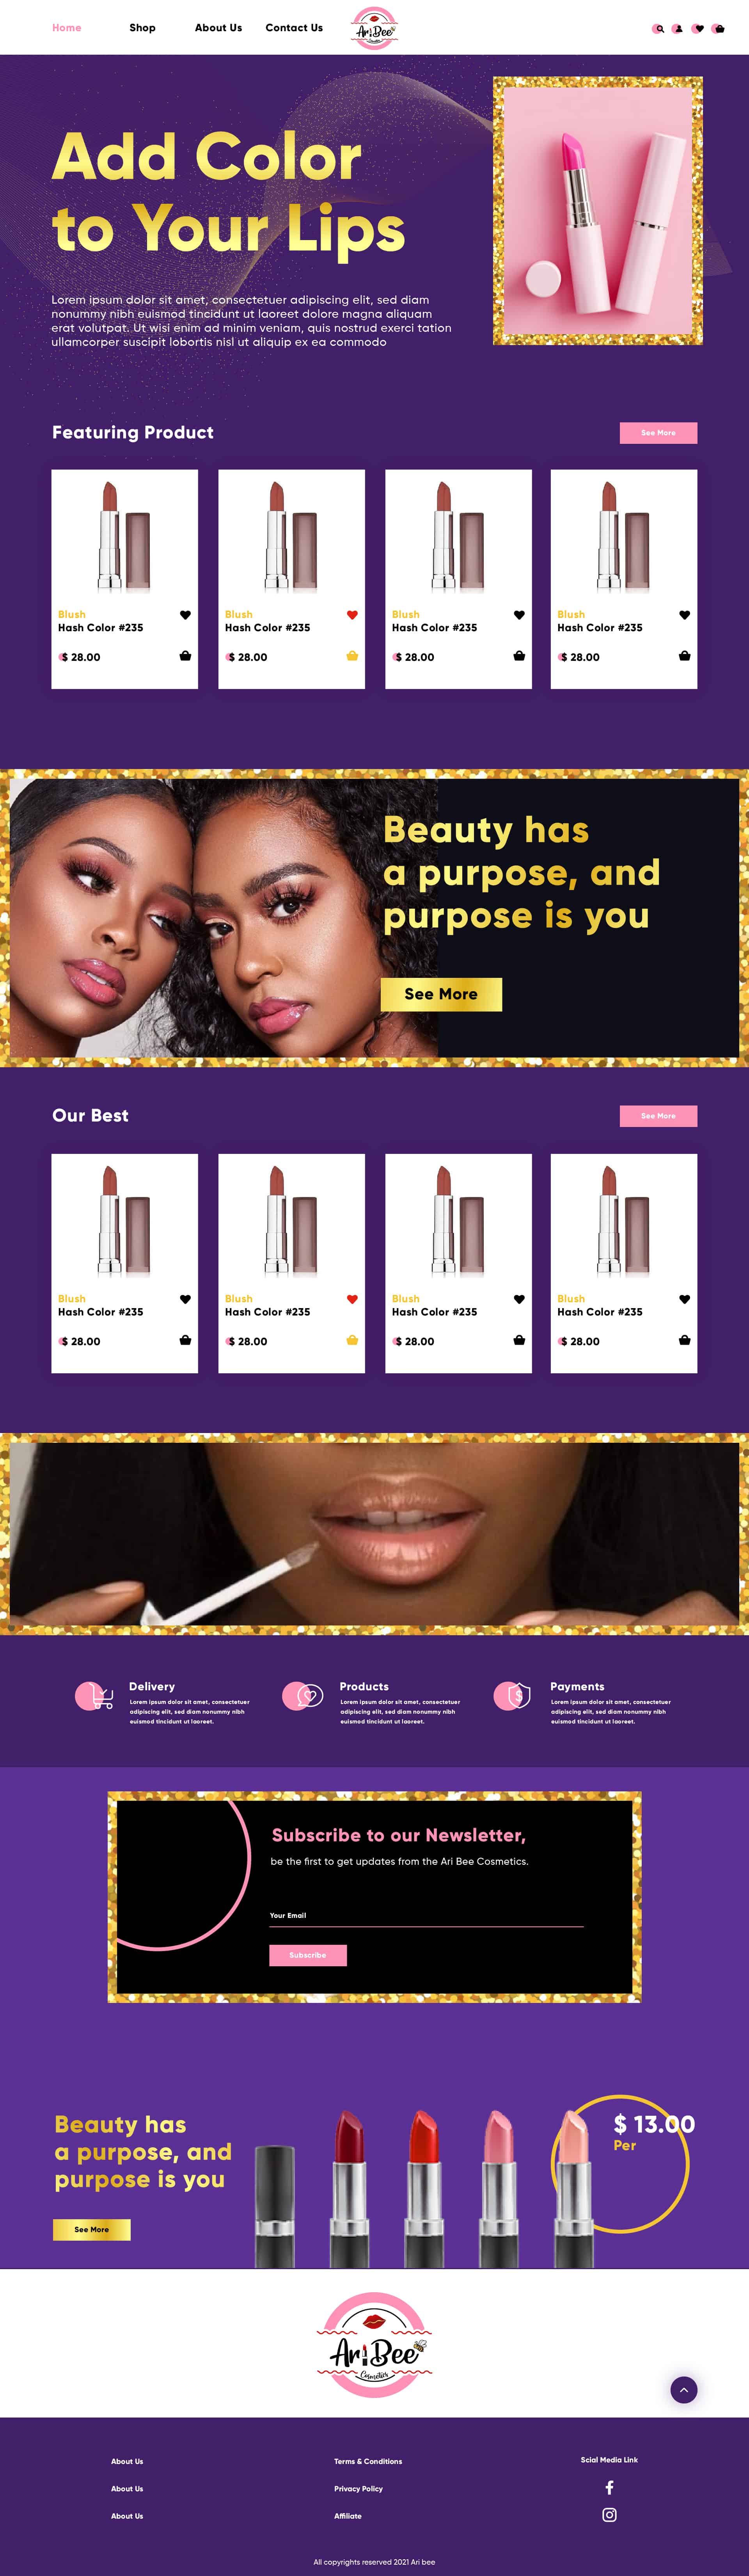 Home
Shop
About Us
Contact Us
Ari Bee
Cosmetics
Add Color
to Your Lips
Lorem ipsum dolor sit amet, consectetuer adipiscing elit, sed diam
nonummy nibh euismod tincidunt ut laoreet dolore magna aliquam
erat volutpat. Ut wisi enim ad minim veniam, quis nostrud exerci tation
ullamcorper suscipit lobortis nisl ut aliquip ex ea commodo
Featuring Product
See More
Blush
Hash Color #235
$ 28.00
Blush
Hash Color #235
$ 28.00
Blush
Hash Color #235
$ 28.00
Blush
Hash Color #235
$ 28.00
Beauty has
a purpose, and
purpose is you
See More
Our Best
See More
Blush
Hash Color #235
$ 28.00
Blush
Hash Color #235
$ 28.00
Blush
Hash Color #235
$ 28.00
Blush
Hash Color #235
$ 28.00
Delivery
Lorem ipsum dolor sit amet, consectetuer
adipiscing elit, sed diam nonummy nibh
euismod tincidunt ut laoreet.
Products
Lorem ipsum dolor sit amet, consectetuer
adipiscing elit, sed diam nonummy nibh
euismod tincidunt ut laoreet.
Payments
Lorem ipsum dolor sit amet, consectetuer
adipiscing elit, sed diam nonummy nibh
euismod tincidunt ut laoreet.
Subscribe to our Newsletter,
be the first to get updates from the Ari Bee Cosmetics.
Your Email
Subscribe
Beauty has
a purpose, and
purpose is you
See More
$ 13.00
Per
Ari Bee
Cosmetics
About Us
About Us
About Us
Terms & Conditions
Privacy Policy
Affiliate
Scial Media Link
All copyrights reserved 2021 Ari bee